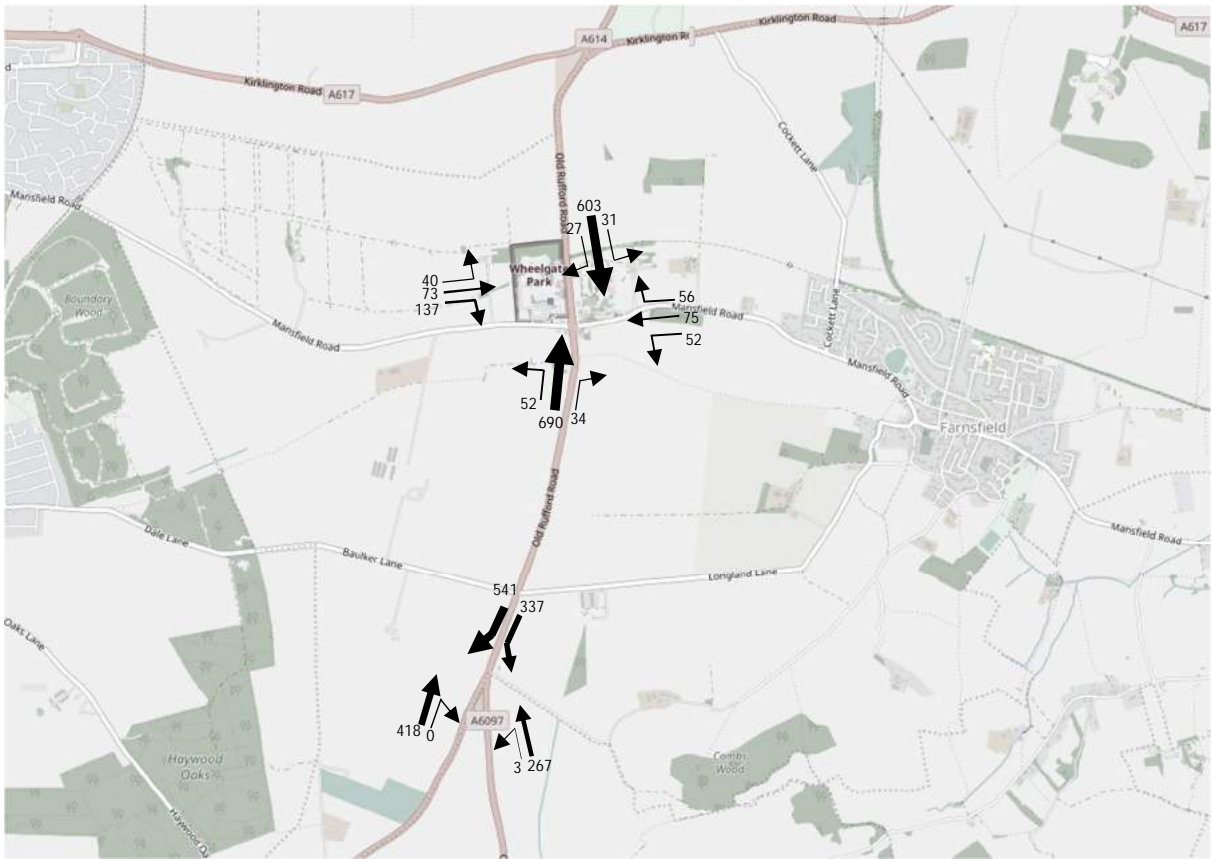 Kirklington Road
A617
A614
Kirklington R
Kirklington Road
A617
d
Cockett Lane
Mansfield Road
Old Rufford Road
603
31
27
40
73
137
Wheelgate
Park
56
75
52
Mansfield Road
Boundary
Wood
Mansfield Road
Cockett Lane
Mansfield Road
52
690
34
Farnsfield
Old Rufford Road
Dale Lane
Baulker Lane
Longland Lane
Mansfield Road
541
337
Oaks Lane
418
0
A6097
3
267
Haywood
Oaks
Combs
Wood